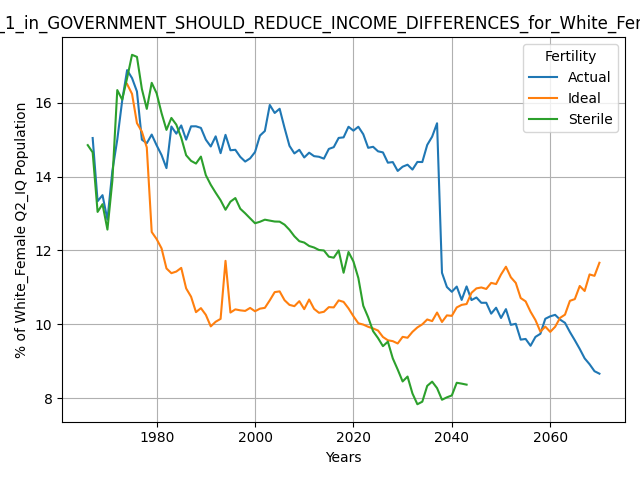 _1_in_GOVERNMENT_SHOULD_REDUCE_INCOME_DIFFERENCES_for_White_Fe
% of White_Female Q2_IQ Population
16
14
12
10
8
Fertility
Actual
Ideal
Sterile
1980
2000
2020
2040
2060
Years